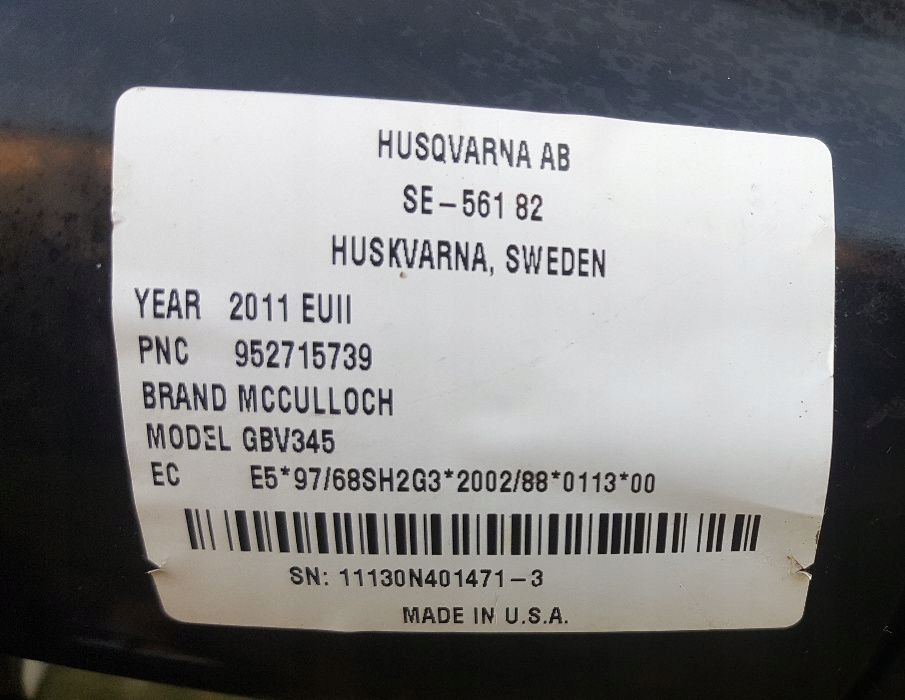 HUSQVARNA AB
SE-561 82
HUSKVARNA, SWEDEN
YEAR 2011 EUII
PNC 952715739
BRAND MCCULLOCH
MODEL GBV345
EC E5*97/68SH2G3*2002/88*0113*00
SN: 11130N401471-3
MADE IN U.S.A.